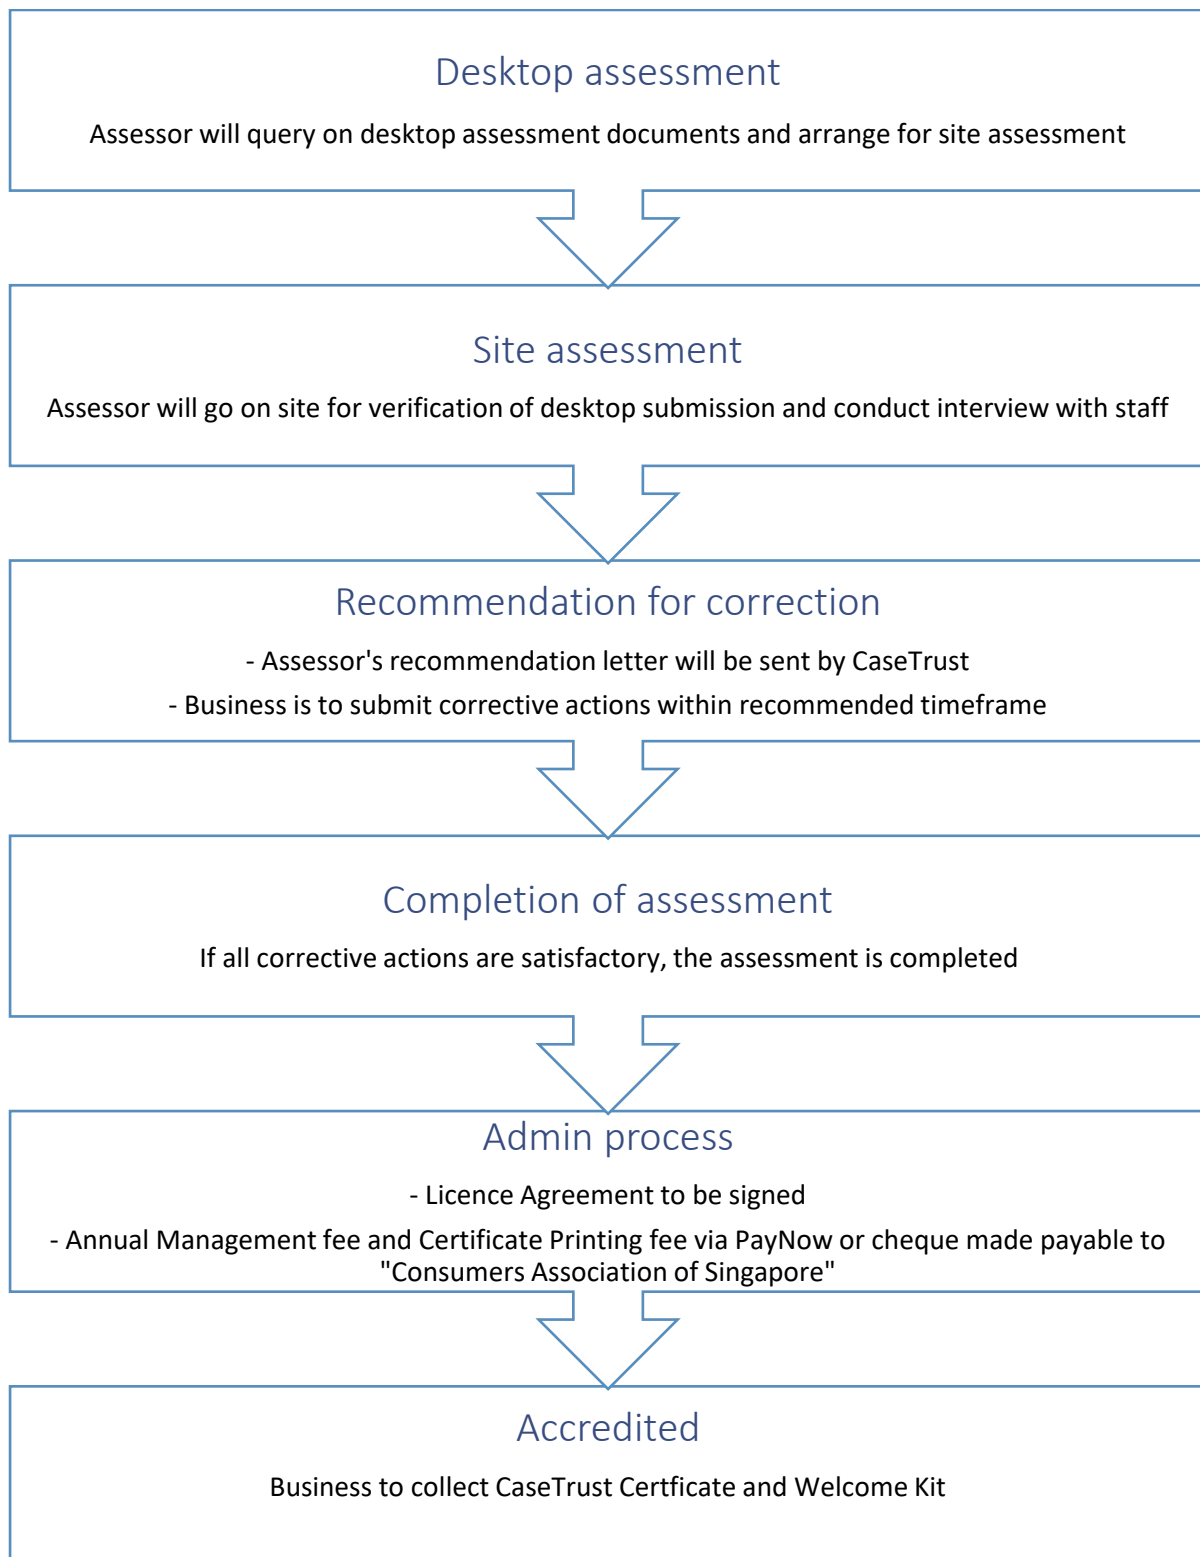 Desktop assessment
Assessor will query on desktop assessment documents and arrange for site assessment
Site assessment
Assessor will go on site for verification of desktop submission and conduct interview with staff
Recommendation for correction
- Assessor's recommendation letter will be sent by CaseTrust
- Business is to submit corrective actions within recommended timeframe
Completion of assessment
If all corrective actions are satisfactory, the assessment is completed
Admin process
- Licence Agreement to be signed
- Annual Management fee and Certificate Printing fee via PayNow or cheque made payable to
"Consumers Association of Singapore"
Accredited
Business to collect CaseTrust Certficate and Welcome Kit